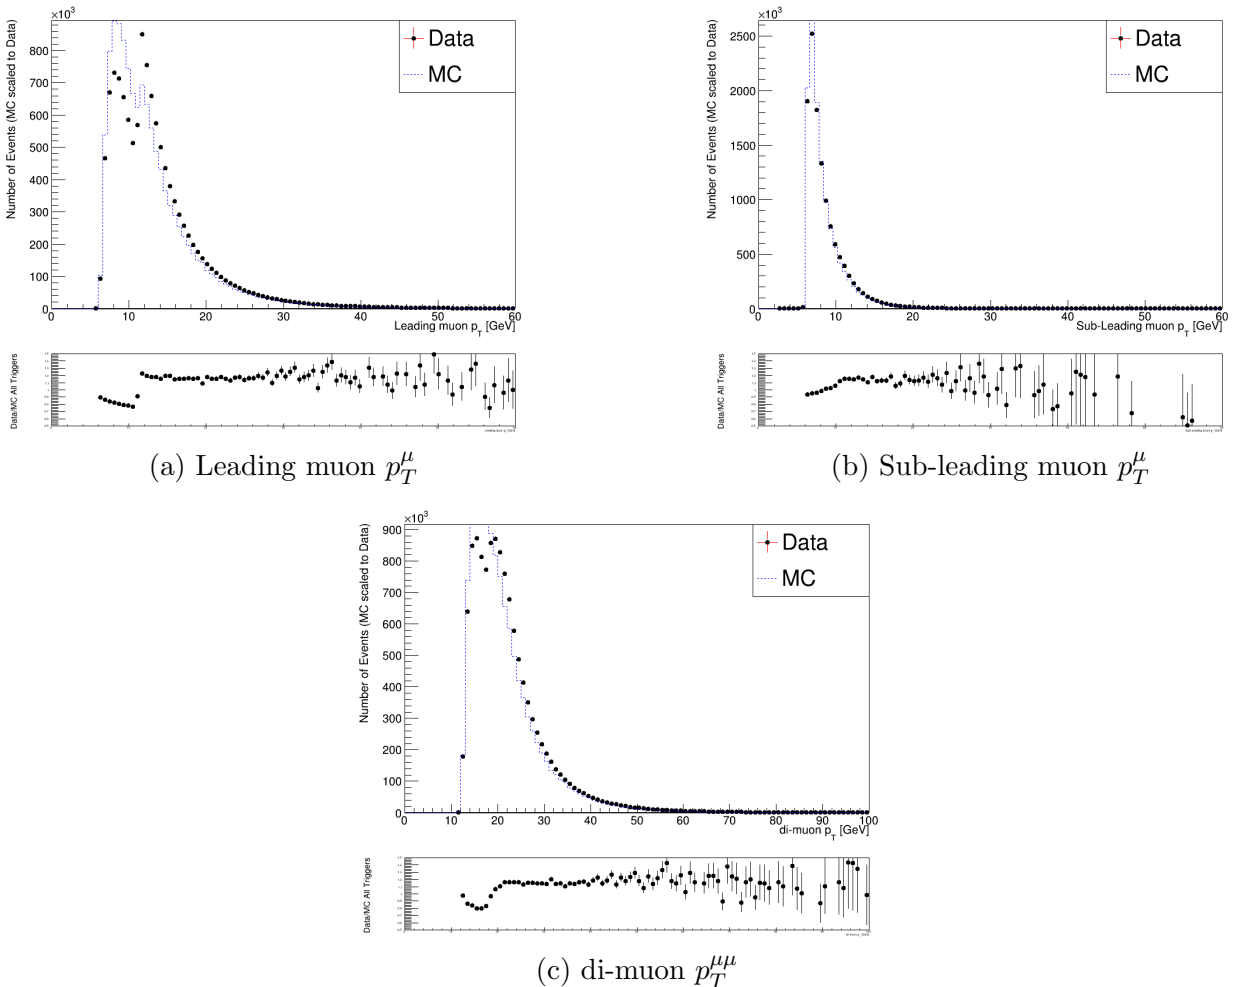 ×10³
Number of Events (MC scaled to Data)
800
700
600
500
400
300
200
100
0
Data
MC
0 10 20 30 40 50 60
Leading muon p_T [GeV]
Data/MC All Triggers
×10³
Number of Events (MC scaled to Data)
2500
2000
1500
1000
500
0
Data
MC
0 10 20 30 40 50 60
Sub-Leading muon p_T [GeV]
Data/MC All Triggers
(a) Leading muon p_T^μ
(b) Sub-leading muon p_T^μ
×10³
Number of Events (MC scaled to Data)
900
800
700
600
500
400
300
200
100
0
Data
MC
0 10 20 30 40 50 60 70 80 90 100
di-muon p_T [GeV]
Data/MC All Triggers
(c) di-muon p_T^μμ